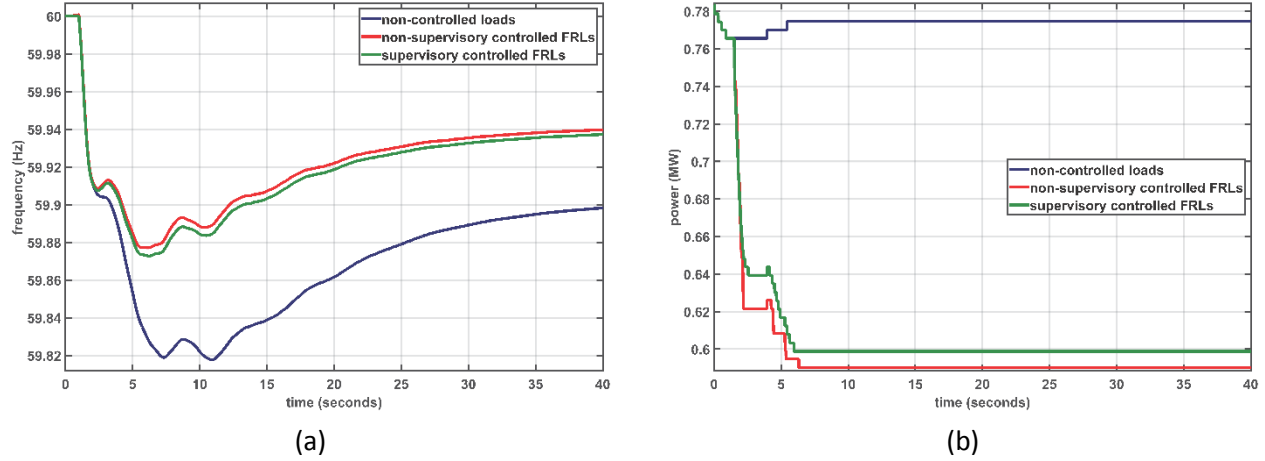 60
59.98
59.96
59.94
59.92
59.9
59.88
59.86
59.84
59.82
frequency (Hz)
non-controlled loads
non-supervisory controlled FRLs
supervisory controlled FRLs
0 5 10 15 20 25 30 35 40
time (seconds)
(a)
0.78
0.76
0.74
0.72
0.7
0.68
0.66
0.64
0.62
0.6
power (MW)
non-controlled loads
non-supervisory controlled FRLs
supervisory controlled FRLs
0 5 10 15 20 25 30 35 40
time (seconds)
(b)